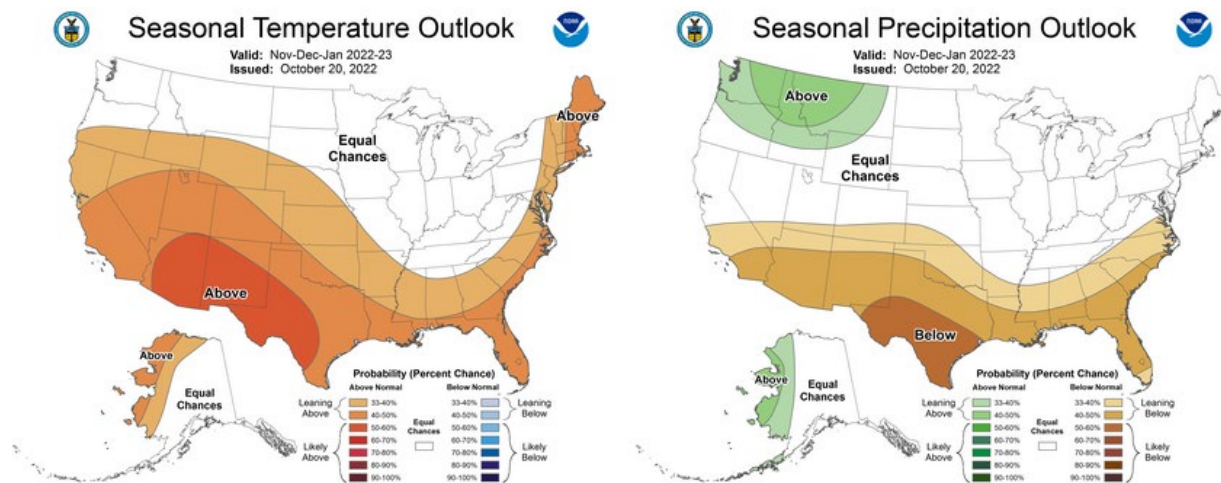 Seasonal Temperature Outlook
Valid: Nov-Dec-Jan 2022-23
Issued: October 20, 2022
Above
Equal
Chances
Above
Above
Equal
Chances
Probability (Percent Chance)
Above Normal
Below Normal
Leaning
Above
33-40%
40-50%
Likely
Above
50-60%
60-70%
70-80%
80-90%
90-100%
Equal
Chances
33-40%
40-50%
Leaning
Below
50-60%
60-70%
70-80%
80-90%
90-100%
Likely
Below
Seasonal Precipitation Outlook
Valid: Nov-Dec-Jan 2022-23
Issued: October 20, 2022
Above
Equal
Chances
Below
Above
Equal
Chances
Probability (Percent Chance)
Above Normal
Below Normal
Leaning
Above
33-40%
40-50%
Likely
Above
50-60%
60-70%
70-80%
80-90%
90-100%
Equal
Chances
33-40%
40-50%
Leaning
Below
50-60%
60-70%
70-80%
80-90%
90-100%
Likely
Below